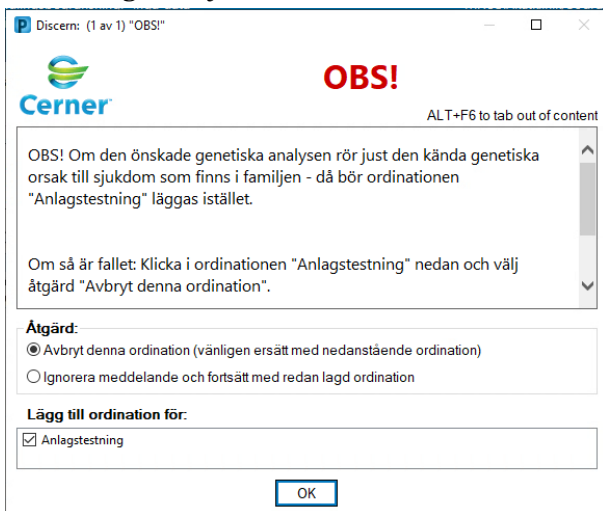 Discern: (1 av 1) "OBS!"
Cerner
OBS!
ALT+F6 to tab out of content
OBS! Om den önskade genetiska analysen rör just den kända genetiska
orsak till sjukdom som finns i familjen - då bör ordinationen
"Anlagstestning" läggas istället.
Om så är fallet: Klicka i ordinationen "Anlagstestning" nedan och välj
åtgärd "Avbryt denna ordination".
Åtgärd:
Avbryt denna ordination (vänligen ersätt med nedanstående ordination)
Ignorera meddelande och fortsätt med redan lagd ordination
Lägg till ordination för:
Anlagstestning
OK